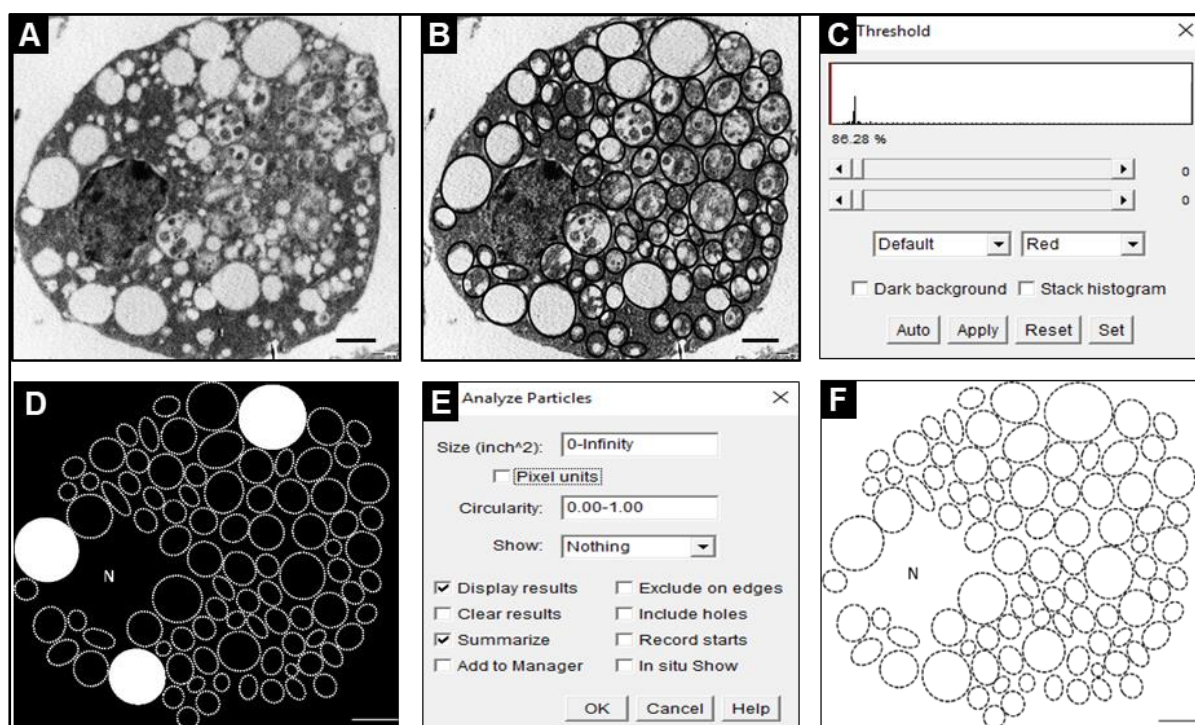 A
B
C Threshold
86.28 %
0
0
Default Red
Dark background Stack histogram
Auto Apply Reset Set
D
N
E Analyze Particles
Size (inch^2): 0-Infinity
Pixel units
Circularity: 0.00-1.00
Show: Nothing
Display results Exclude on edges
Clear results Include holes
Summarize Record starts
Add to Manager In situ Show
OK Cancel Help
F
N